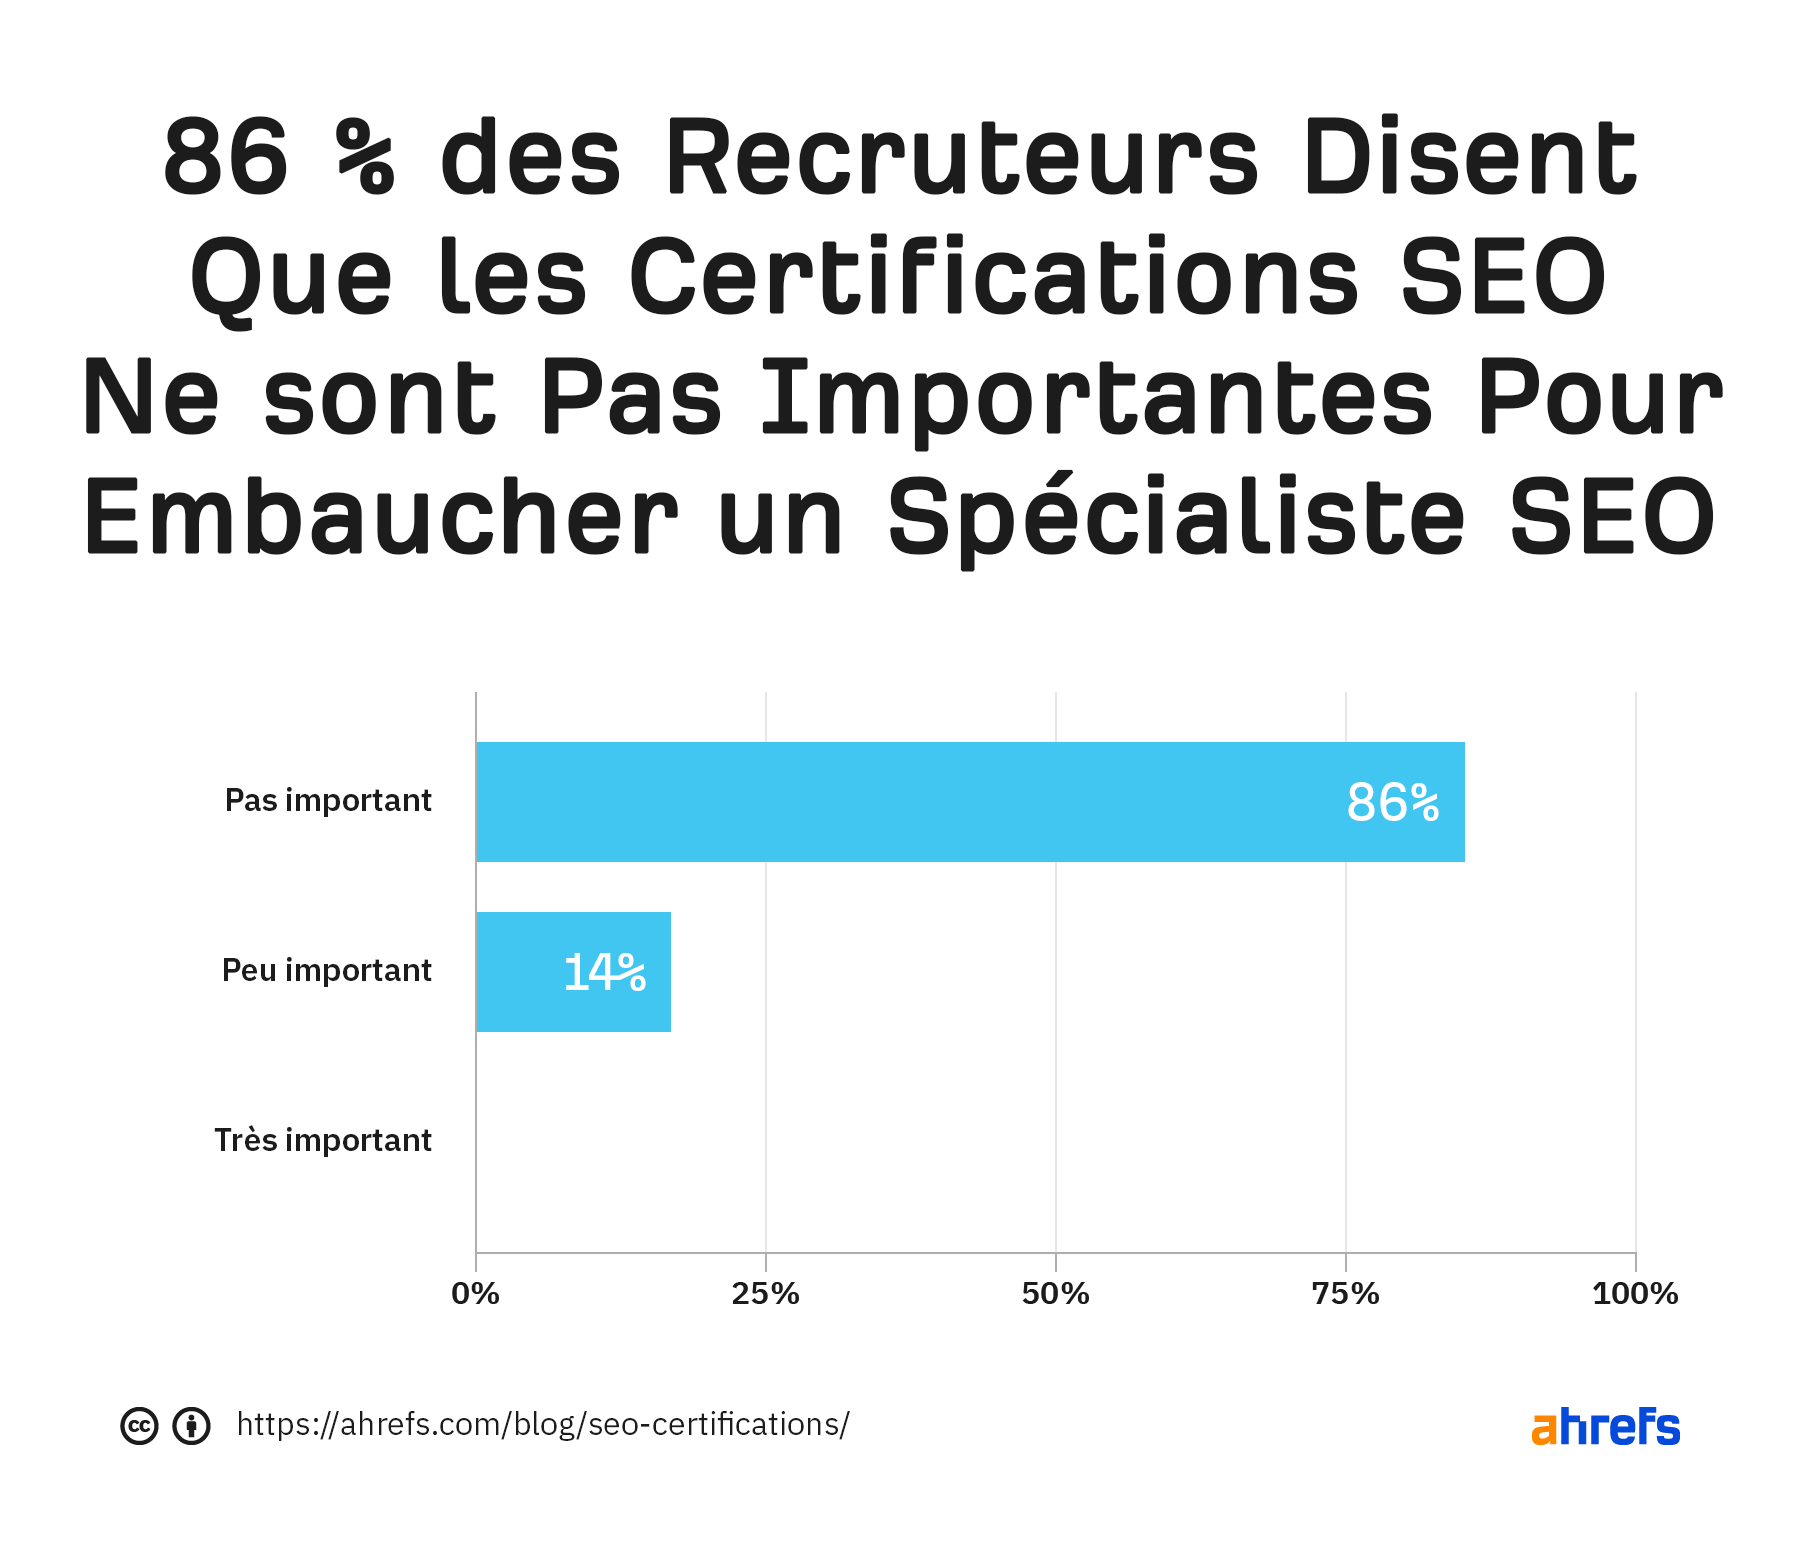 86 % des Recruteurs Disent
Que les Certifications SEO
Ne sont Pas Importantes Pour
Embaucher un Spécialiste SEO
Pas important
86%
Peu important
14%
Très important
0%
25%
50%
75%
100%
cc
https://ahrefs.com/blog/seo-certifications/
ahrefs